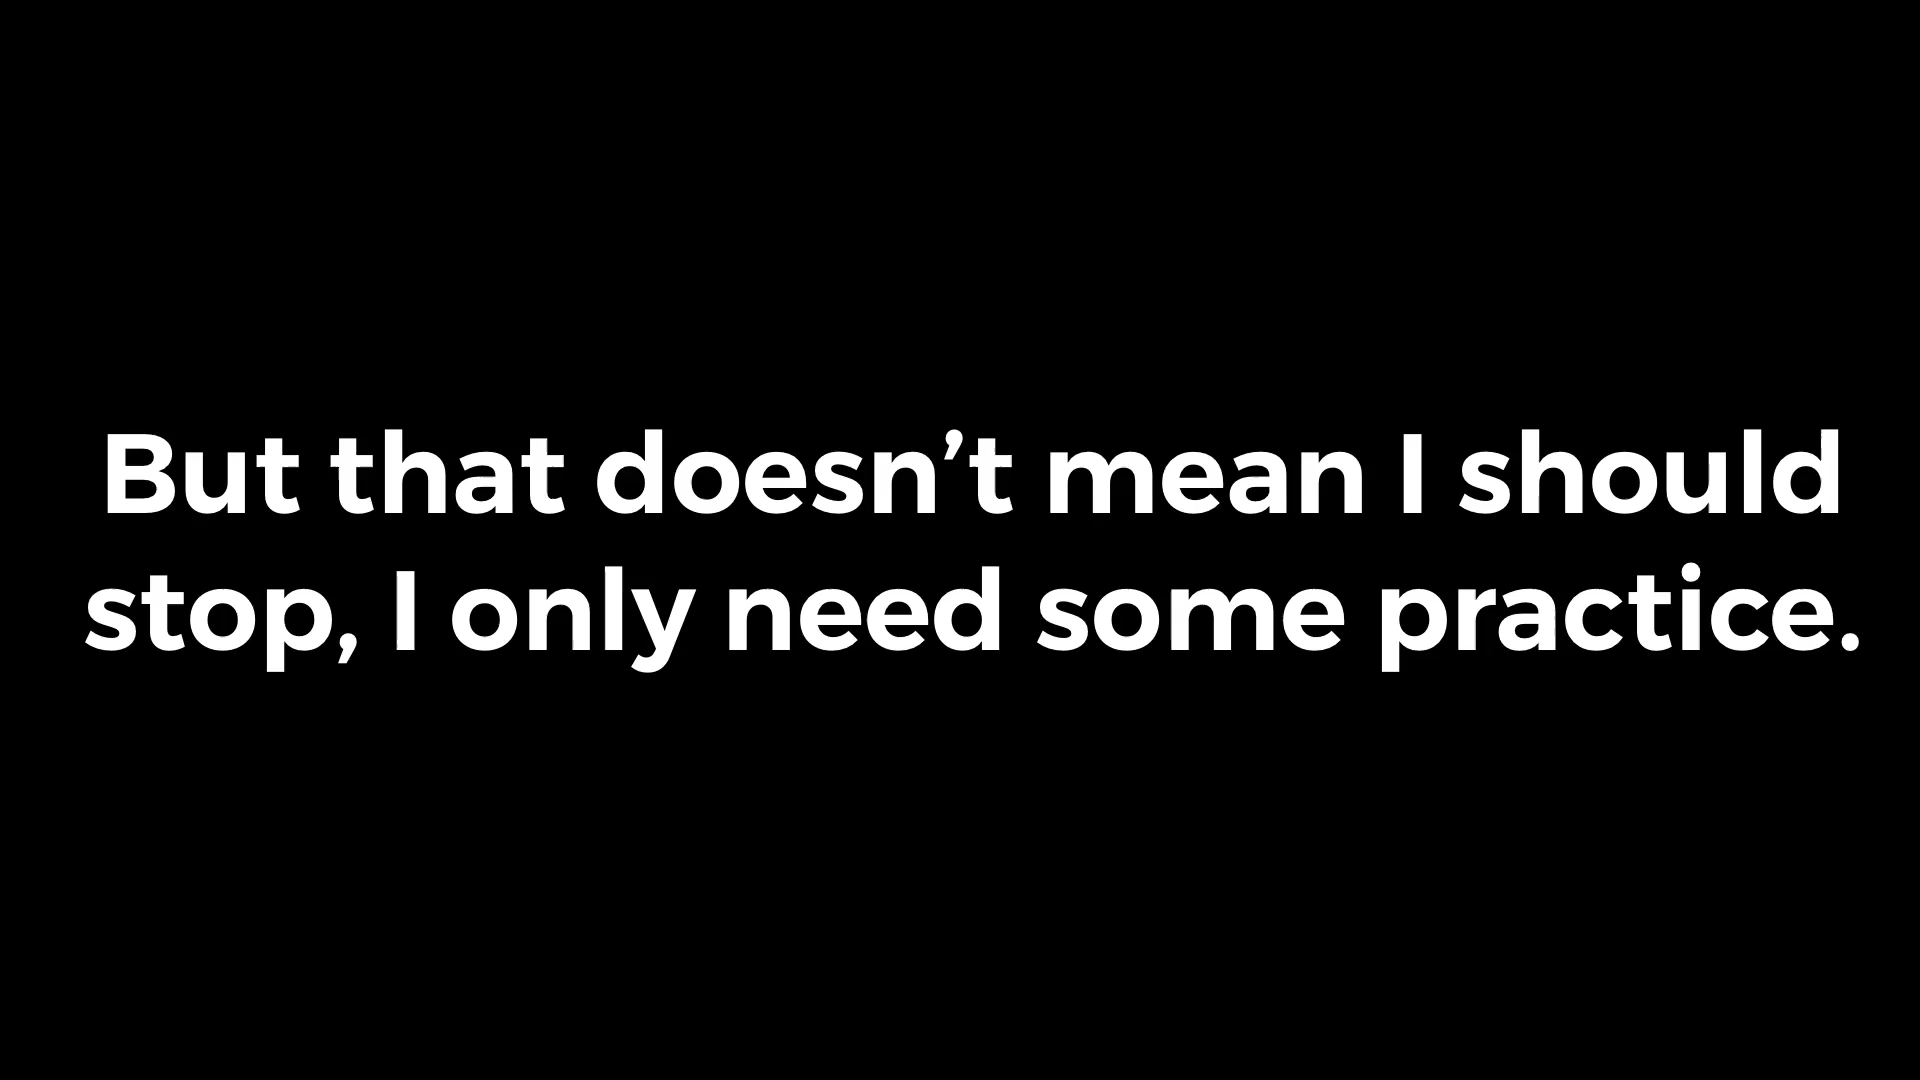 But that doesn’t mean I should
stop, I only need some practice.